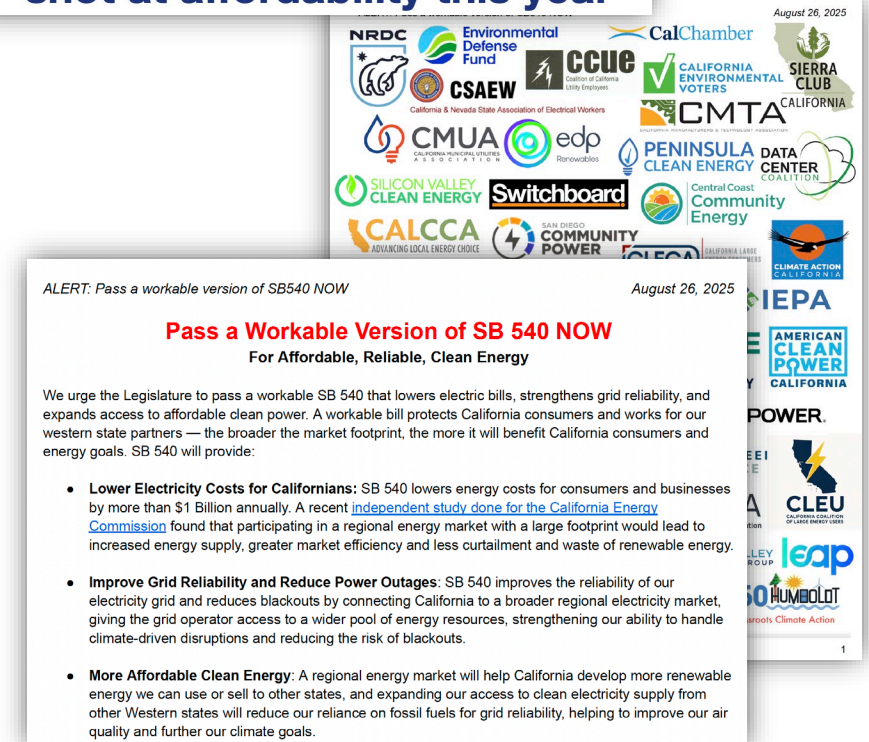 shot at affordability this year
August 26, 2025
NRDC
Environmental
Defense
Fund
CalChamber
CSAEW
California & Nevada State Association of Electrical Workers
ccue
Coalition of California
Utility Employees
CALIFORNIA
ENVIRONMENTAL
VOTERS
SIERRA
CLUB
CALIFORNIA
CMTA
CALIFORNIA MANUFACTURERS & TECHNOLOGY ASSOCIATION
CMUA
CALIFORNIA MUNICIPAL UTILITIES
ASSOCIATION
edp
Renewables
PENINSULA
CLEAN ENERGY
DATA
CENTER
COALITION
SILICON VALLEY
CLEAN ENERGY
Switchboard
Central Coast
Community
Energy
CALCCA
ADVANCING LOCAL ENERGY CHOICE
SAN DIEGO
COMMUNITY
POWER
CLECA
CALIFORNIA LARGE
CLIMATE ACTION
CALIFORNIA
IEPA
AMERICAN
CLEAN
POWER
CALIFORNIA
POWER.
CLEU
CALIFORNIA COALITION
OF LARGE ENERGY USERS
leap
HUMBOLDT
Climate Action
1
ALERT: Pass a workable version of SB540 NOW
August 26, 2025
Pass a Workable Version of SB 540 NOW
For Affordable, Reliable, Clean Energy
We urge the Legislature to pass a workable SB 540 that lowers electric bills, strengthens grid reliability, and
expands access to affordable clean power. A workable bill protects California consumers and works for our
western state partners — the broader the market footprint, the more it will benefit California consumers and
energy goals. SB 540 will provide:
● Lower Electricity Costs for Californians: SB 540 lowers energy costs for consumers and businesses
by more than $1 Billion annually. A recent independent study done for the California Energy
Commission found that participating in a regional energy market with a large footprint would lead to
increased energy supply, greater market efficiency and less curtailment and waste of renewable energy.
● Improve Grid Reliability and Reduce Power Outages: SB 540 improves the reliability of our
electricity grid and reduces blackouts by connecting California to a broader regional electricity market,
giving the grid operator access to a wider pool of energy resources, strengthening our ability to handle
climate-driven disruptions and reducing the risk of blackouts.
● More Affordable Clean Energy: A regional energy market will help California develop more renewable
energy we can use or sell to other states, and expanding our access to clean electricity supply from
other Western states will reduce our reliance on fossil fuels for grid reliability, helping to improve our air
quality and further our climate goals.